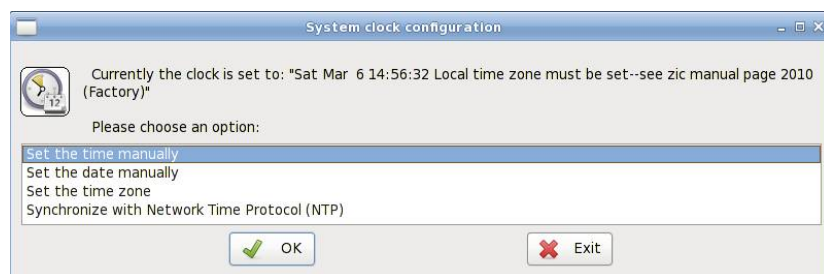 System clock configuration
Currently the clock is set to: "Sat Mar  6 14:56:32 Local time zone must be set--see zic manual page 2010
(Factory)"
Please choose an option:
Set the time manually
Set the date manually
Set the time zone
Synchronize with Network Time Protocol (NTP)
OK
Exit
12